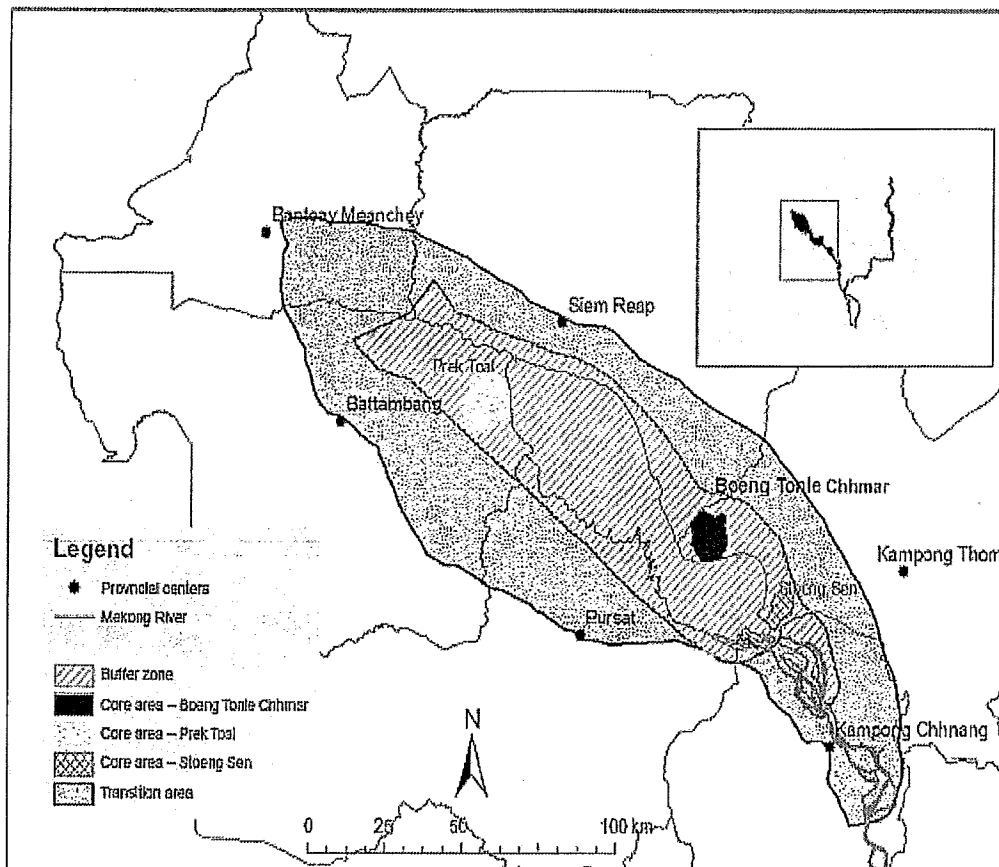 Banteay Meanchey
Siem Reap
Prek Toal
Battambang
Boeng Tonle Chhmar
Kampong Thom
Stoeng Sen
Pursat
Kampong Chhnang
Legend
Provincial centers
Mekong River
Buffer zone
Core area – Boeng Tonle Chhmar
Core area – Prek Toal
Core area – Stoeng Sen
Transition area
N
0 25 50 100 km